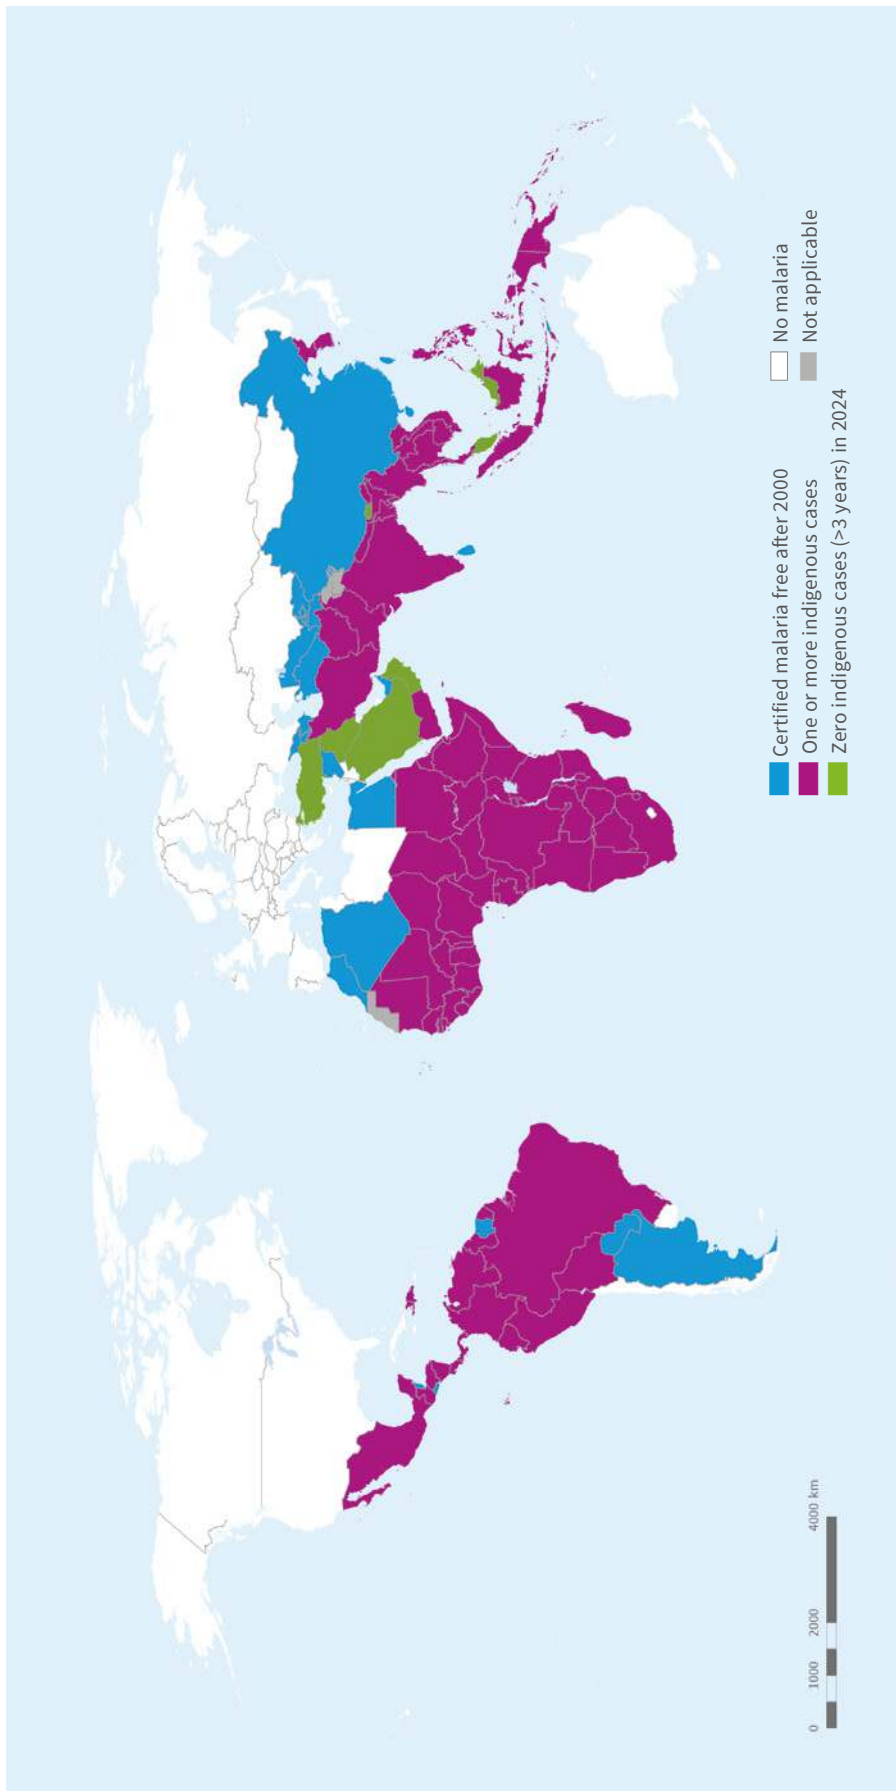 Certified malaria free after 2000
One or more indigenous cases
Zero indigenous cases (>3 years) in 2024
No malaria
Not applicable
0 1000 2000 4000 km